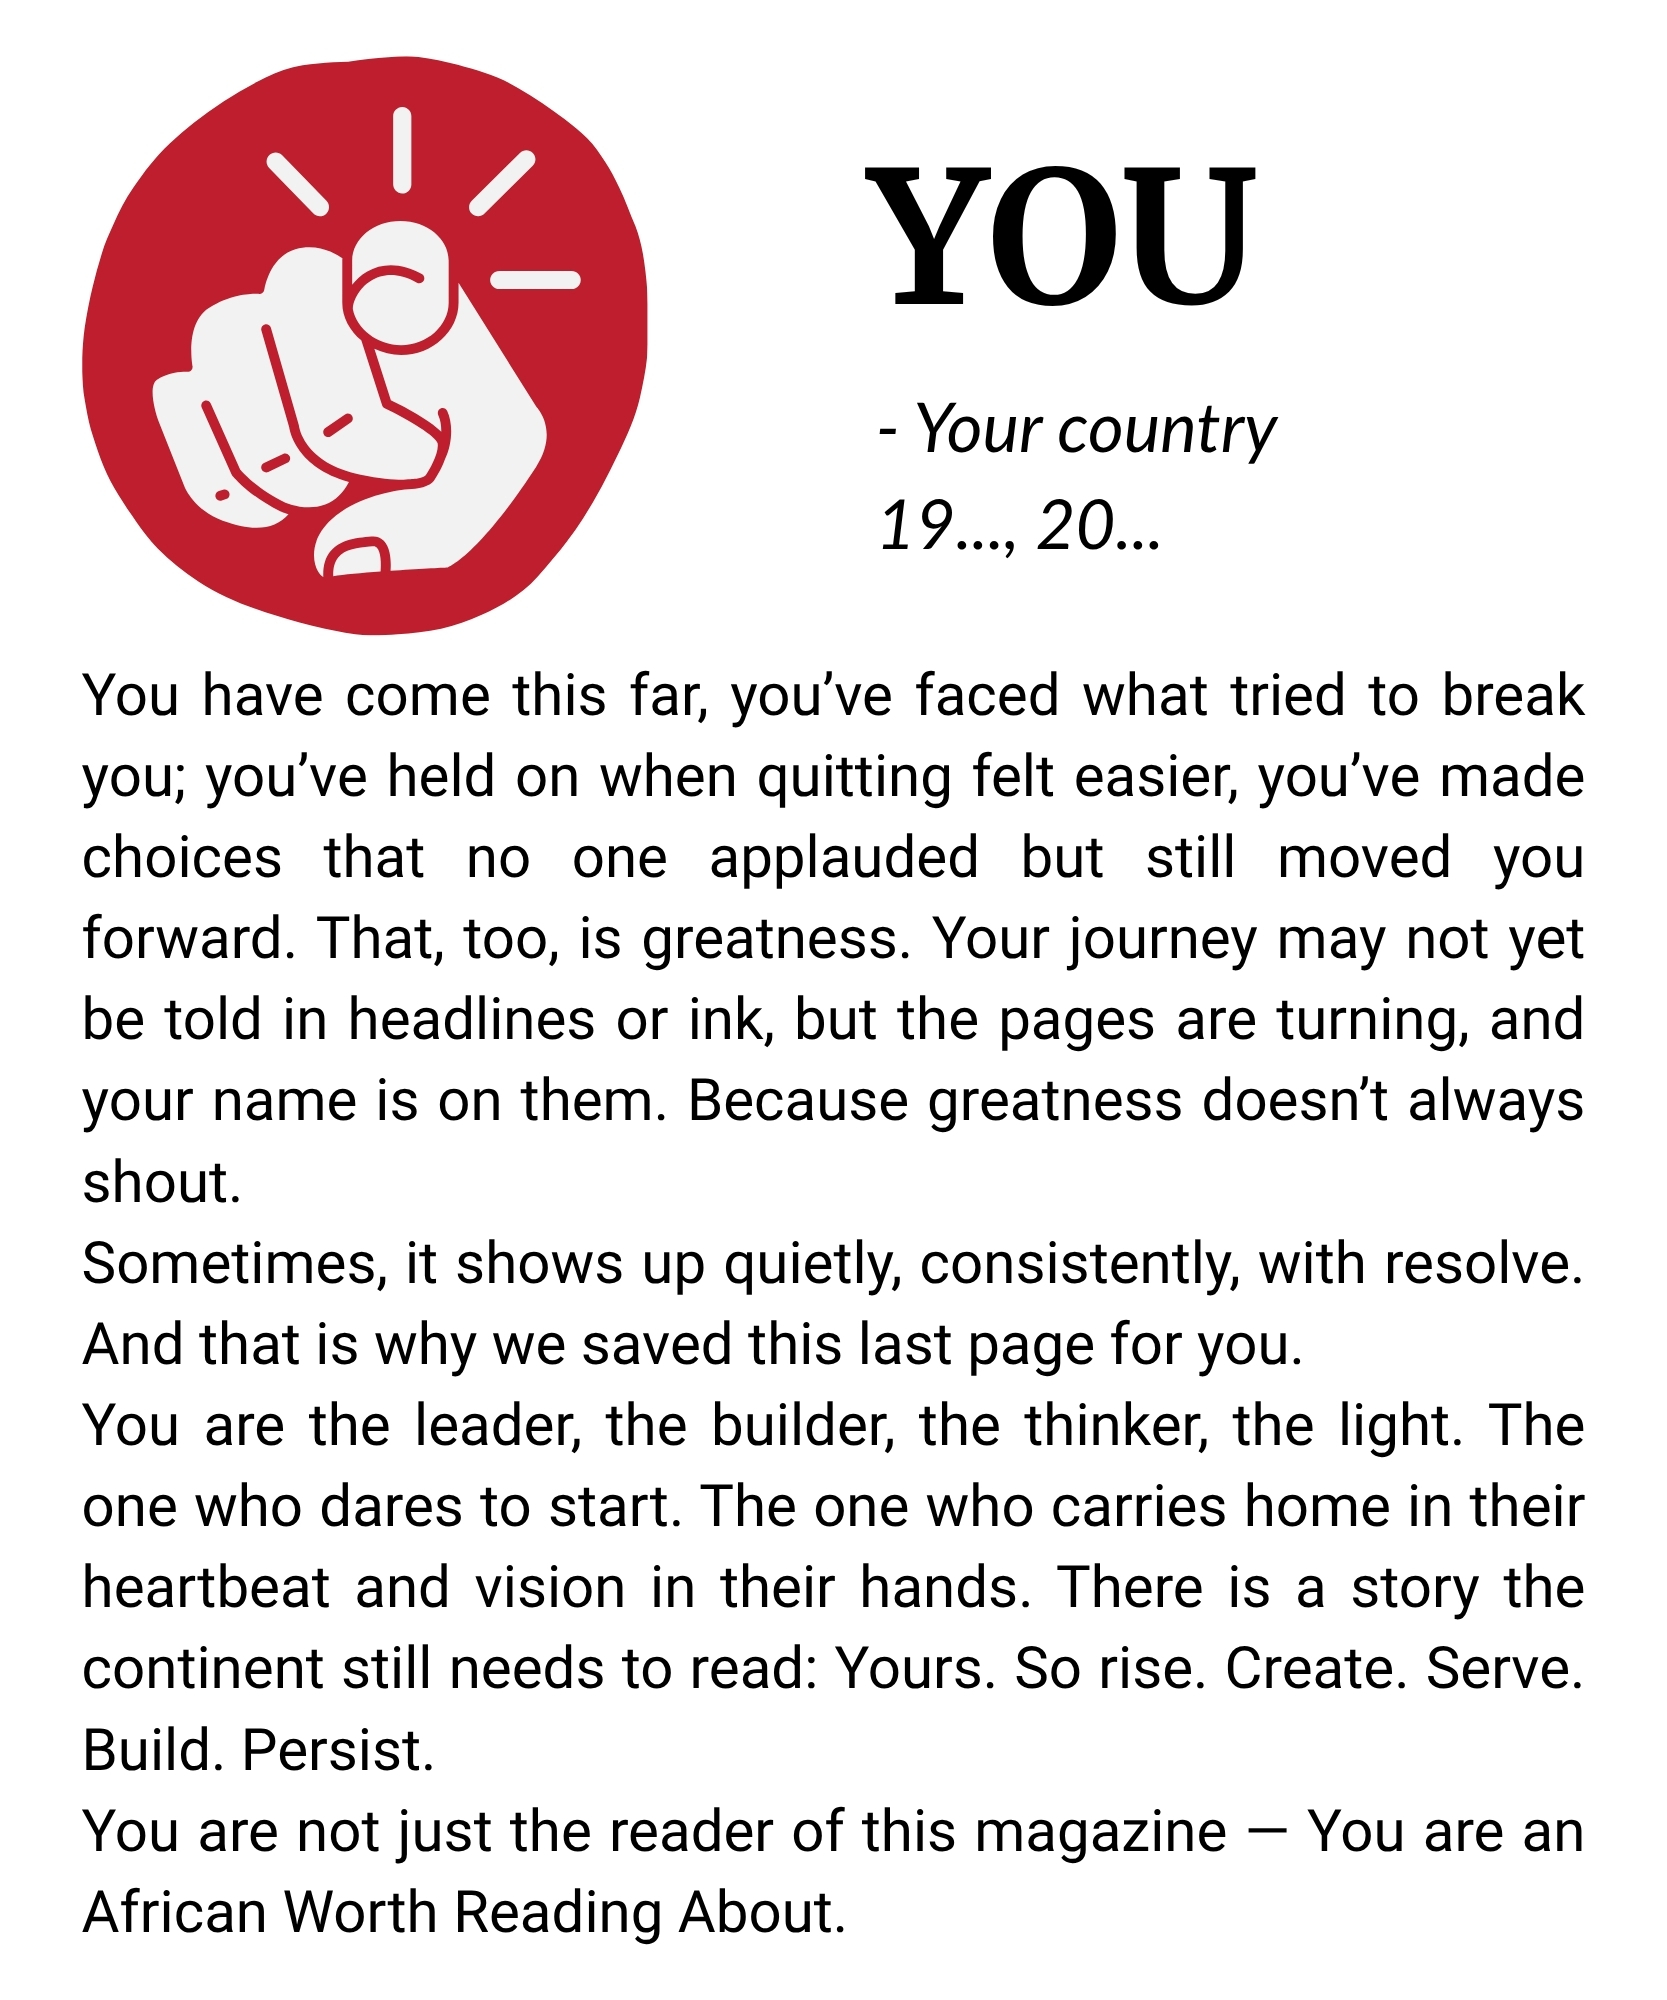 YOU
- Your country
19..., 20...
You have come this far, you’ve faced what tried to break
you; you’ve held on when quitting felt easier, you’ve made
choices that no one applauded but still moved you
forward. That, too, is greatness. Your journey may not yet
be told in headlines or ink, but the pages are turning, and
your name is on them. Because greatness doesn’t always
shout.
Sometimes, it shows up quietly, consistently, with resolve.
And that is why we saved this last page for you.
You are the leader, the builder, the thinker, the light. The
one who dares to start. The one who carries home in their
heartbeat and vision in their hands. There is a story the
continent still needs to read: Yours. So rise. Create. Serve.
Build. Persist.
You are not just the reader of this magazine — You are an
African Worth Reading About.